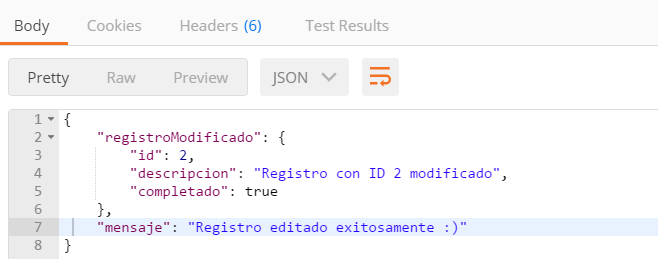 Body Cookies Headers (6) Test Results
Pretty Raw Preview JSON
1 {
2 "registroModificado": {
3 "id": 2,
4 "descripcion": "Registro con ID 2 modificado",
5 "completado": true
6 },
7 "mensaje": "Registro editado exitosamente :)"
8 }